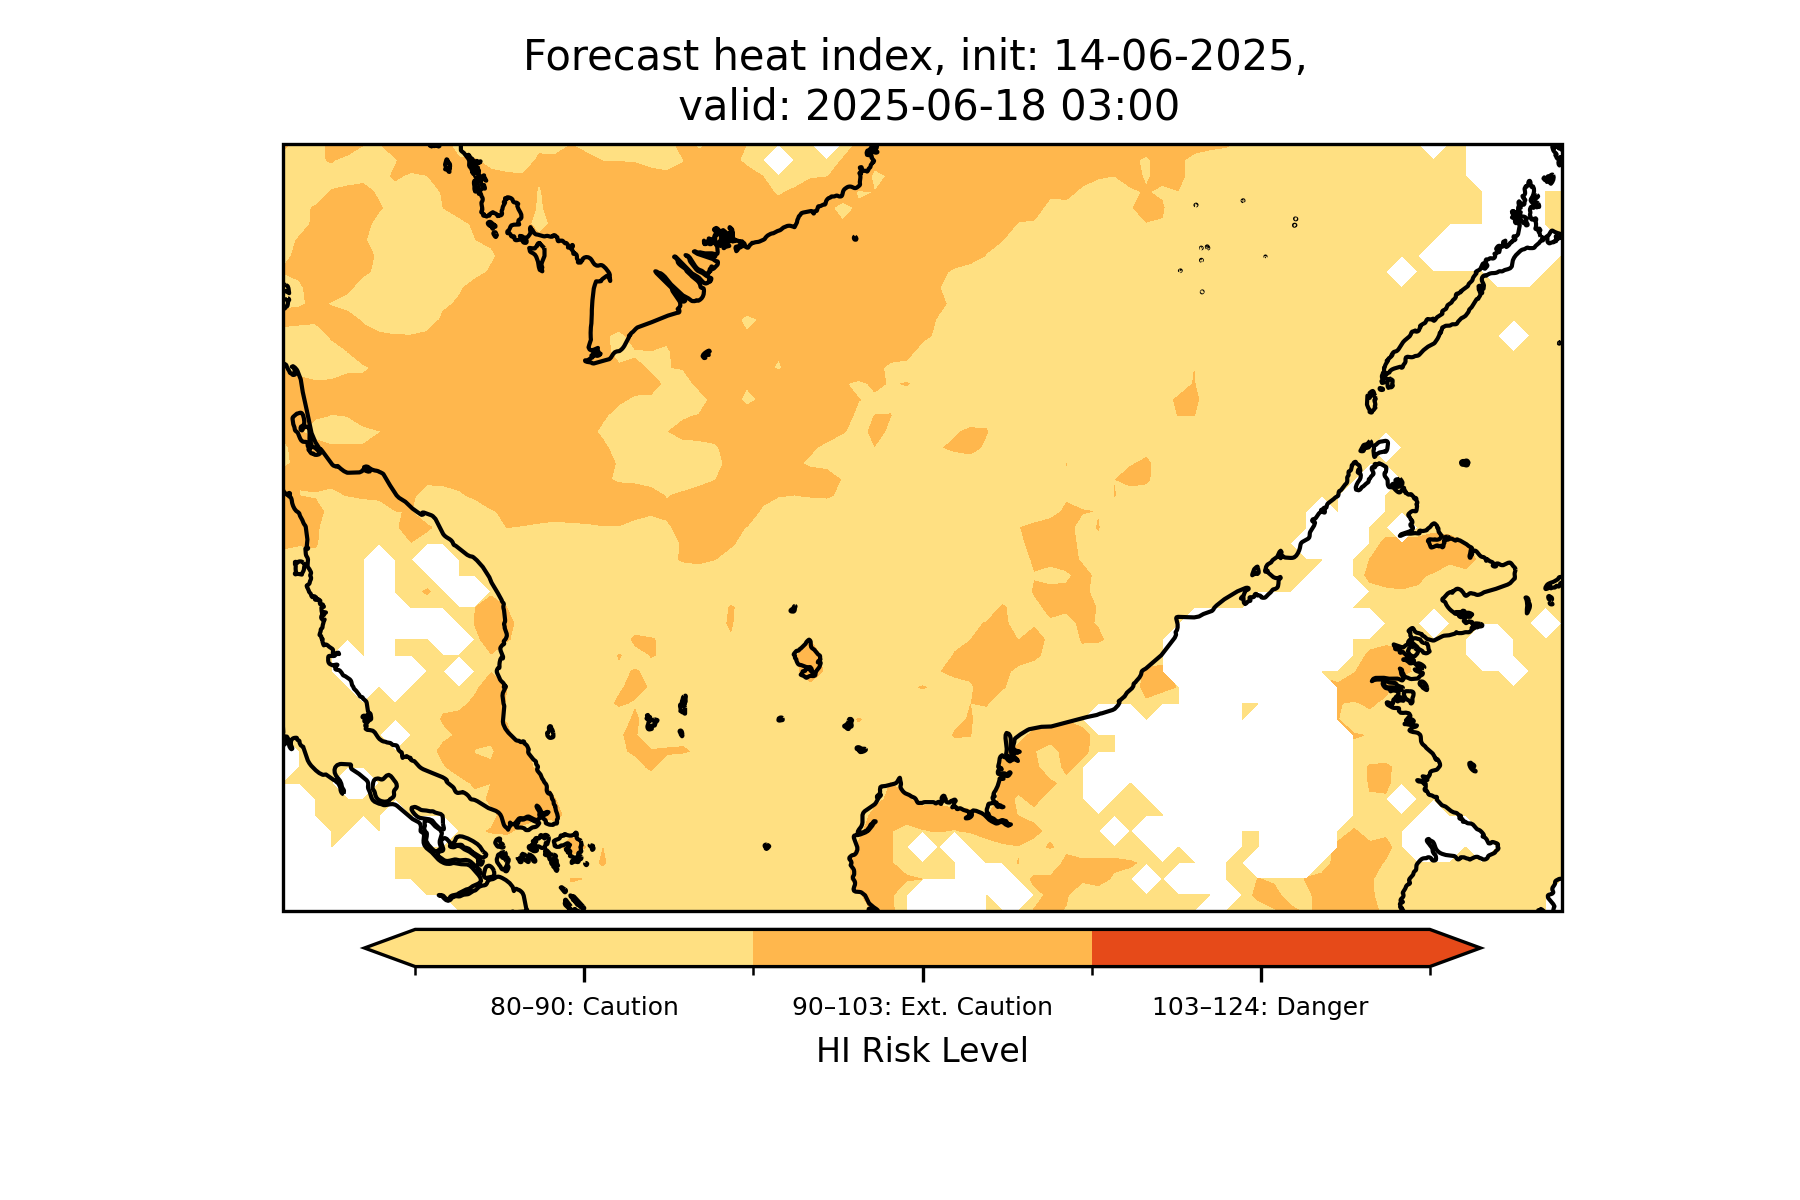 Forecast heat index, init: 14-06-2025,
valid: 2025-06-18 03:00
80–90: Caution
90–103: Ext. Caution
103–124: Danger
HI Risk Level